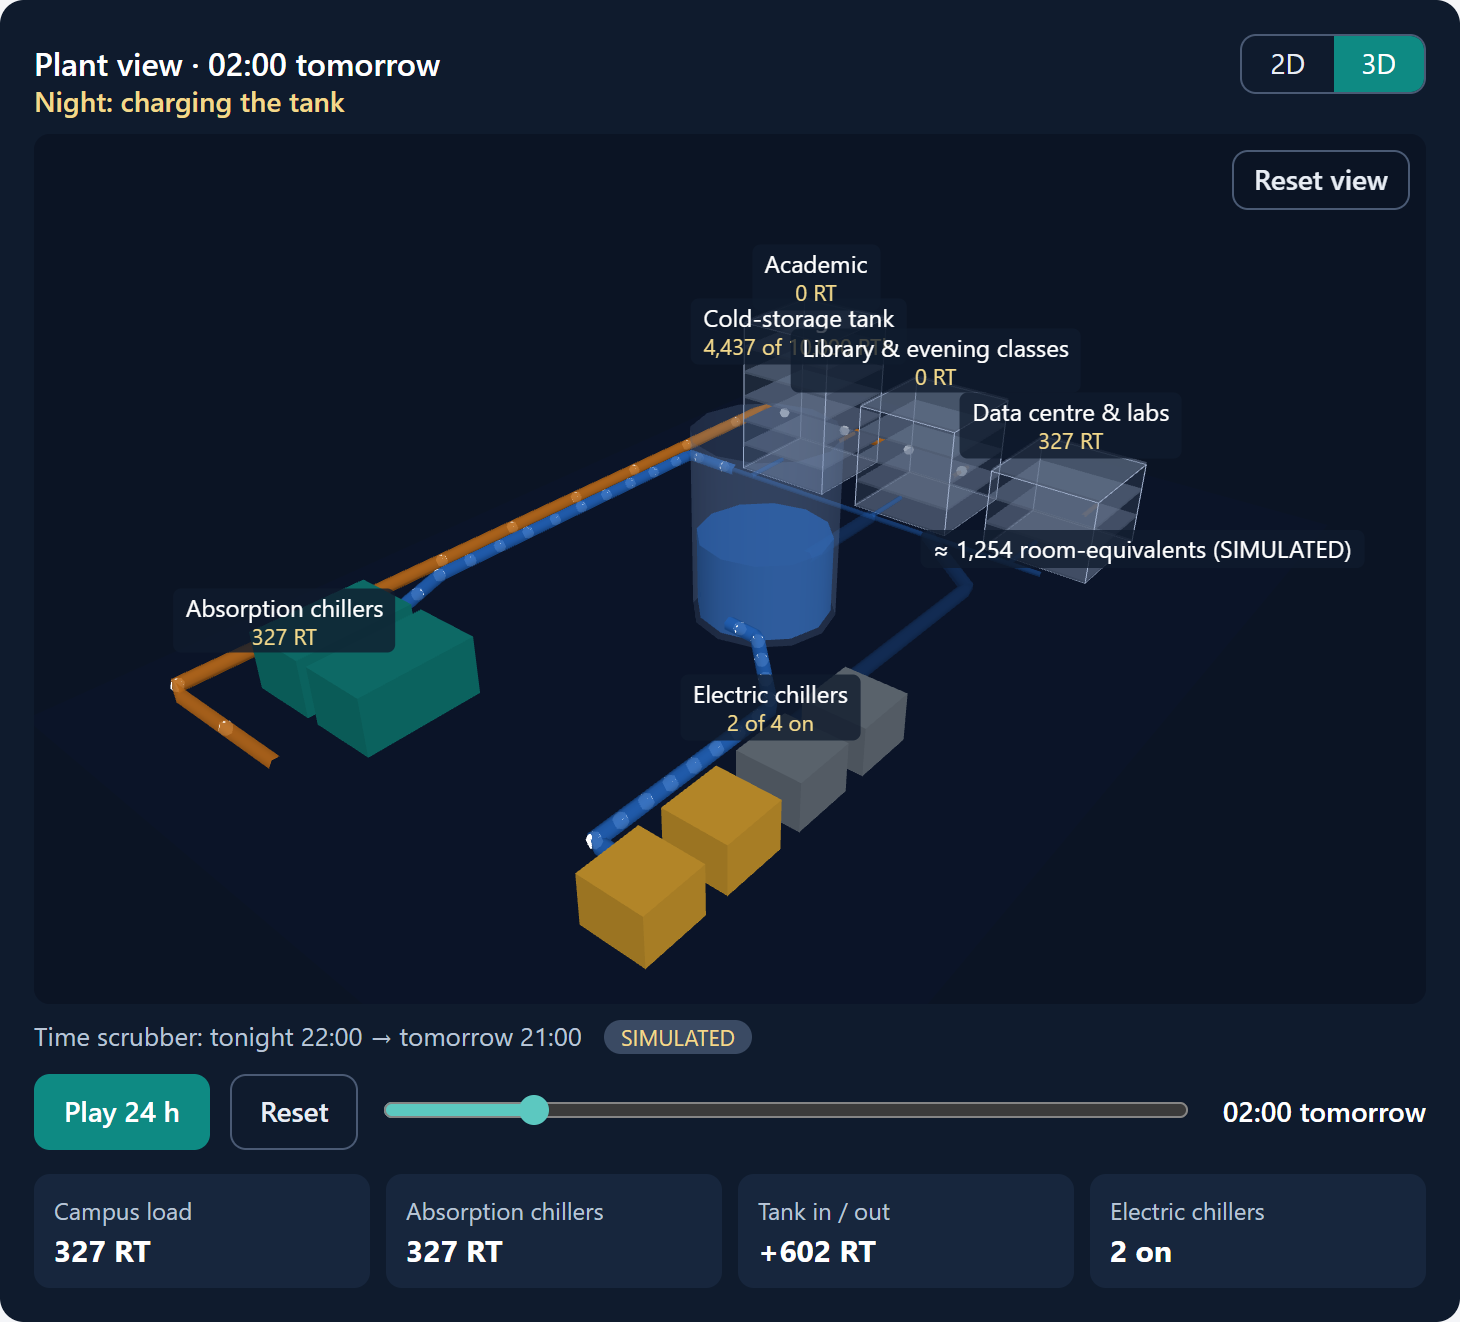 Plant view · 02:00 tomorrow
Night: charging the tank
2D
3D
Reset view
Academic
0 RT
Cold-storage tank
4,437 of
Library & evening classes
0 RT
Data centre & labs
327 RT
≈ 1,254 room-equivalents (SIMULATED)
Absorption chillers
327 RT
Electric chillers
2 of 4 on
Time scrubber: tonight 22:00 → tomorrow 21:00
SIMULATED
Play 24 h
Reset
02:00 tomorrow
Campus load
327 RT
Absorption chillers
327 RT
Tank in / out
+602 RT
Electric chillers
2 on